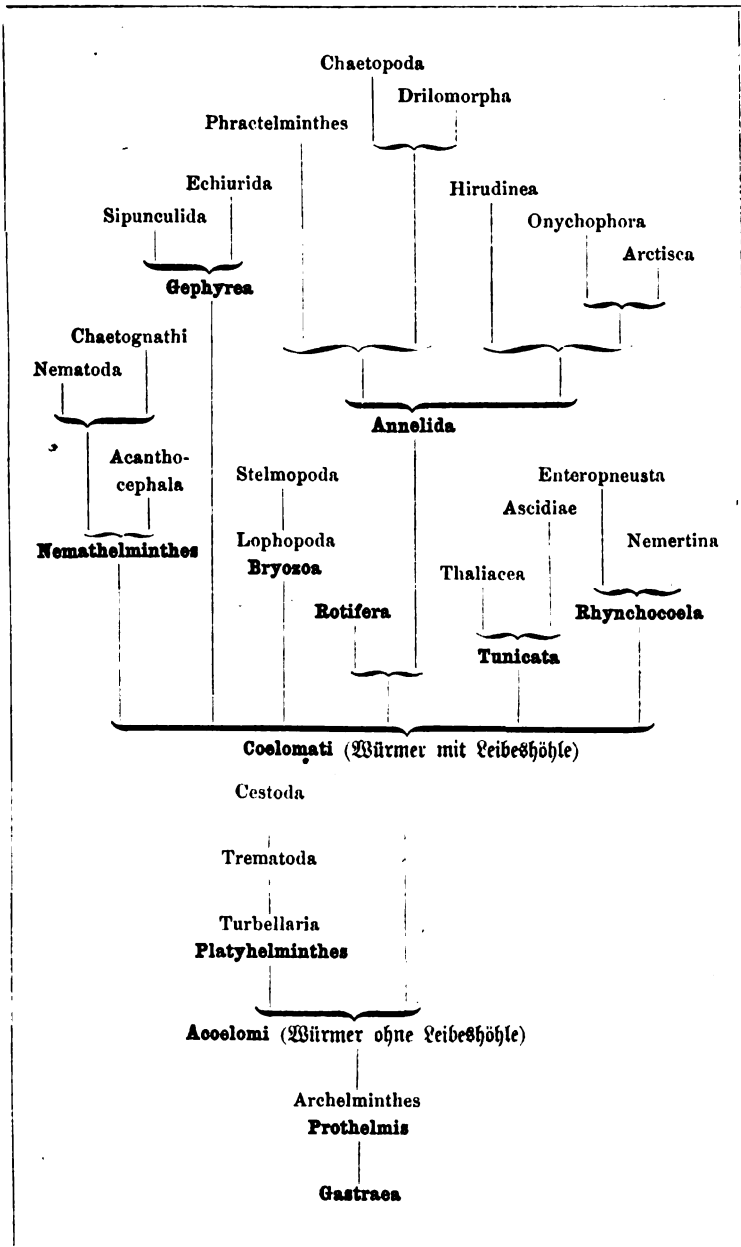 Chaetopoda
Drilomorpha
Phractelminthes
Echiurida
Hirudinea
Sipunculida
Onychophora
Arctisca
Gephyrea
Chaetognathi
Nematoda
Annelida
Acantho-
cephala
Stelmopoda
Enteropneusta
Ascidiae
Lophopoda
Nemertina
Nemathelminthes
Bryozoa
Thaliacea
Rotifera
Rhynchocoela
Tunicata
Coelomati (Würmer mit Leibeshöhle)
Cestoda
Trematoda
Turbellaria
Platyhelminthes
Acoelomi (Würmer ohne Leibeshöhle)
Archelminthes
Prothelmis
Gastraea